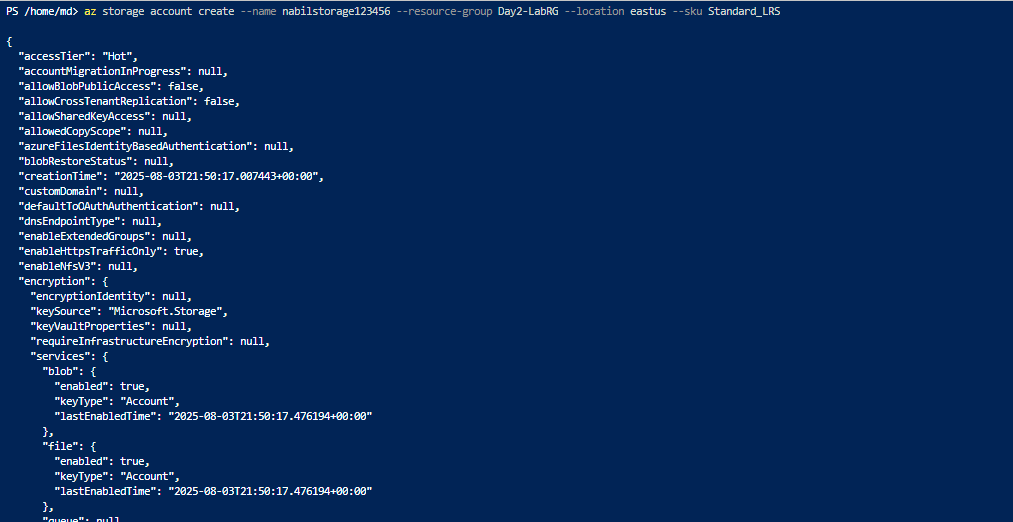 PS /home/md> az storage account create --name nabilstorage123456 --resource-group Day2-LabRG --location eastus --sku Standard_LRS
{
"accessTier": "Hot",
"accountMigrationInProgress": null,
"allowBlobPublicAccess": false,
"allowCrossTenantReplication": false,
"allowSharedKeyAccess": null,
"allowedCopyScope": null,
"azureFilesIdentityBasedAuthentication": null,
"blobRestoreStatus": null,
"creationTime": "2025-08-03T21:50:17.007443+00:00",
"customDomain": null,
"defaultToOAuthAuthentication": null,
"dnsEndpointType": null,
"enableExtendedGroups": null,
"enableHttpsTrafficOnly": true,
"enableNfsV3": null,
"encryption": {
"encryptionIdentity": null,
"keySource": "Microsoft.Storage",
"keyVaultProperties": null,
"requireInfrastructureEncryption": null,
"services": {
"blob": {
"enabled": true,
"keyType": "Account",
"lastEnabledTime": "2025-08-03T21:50:17.476194+00:00"
},
"file": {
"enabled": true,
"keyType": "Account",
"lastEnabledTime": "2025-08-03T21:50:17.476194+00:00"
},
"queue": null